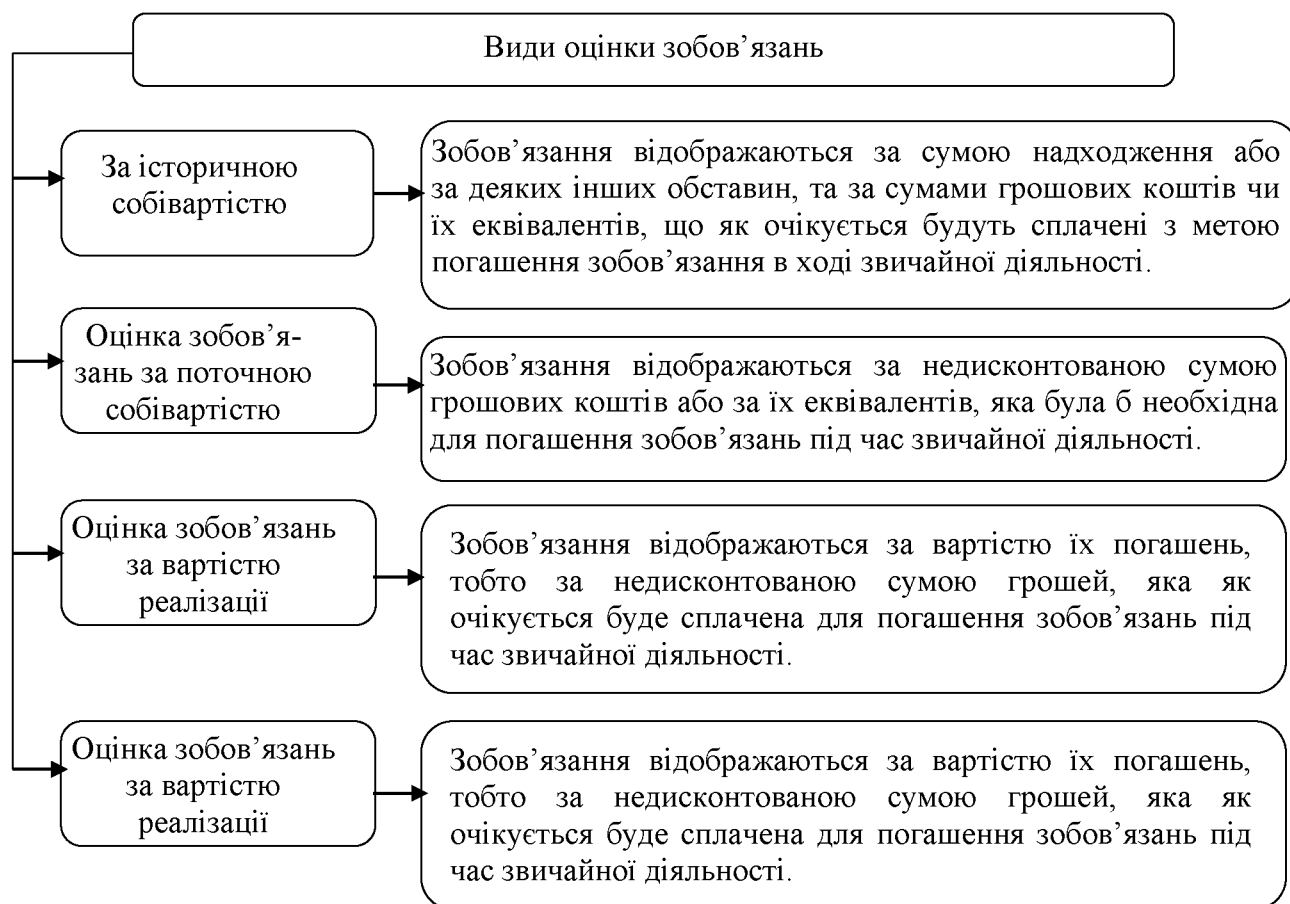 Види оцінки зобов’язань
За історичною
собівартістю
Зобов’язання відображаються за сумою надходження або
за деяких інших обставин, та за сумами грошових коштів чи
їх еквівалентів, що як очікується будуть сплачені з метою
погашення зобов’язання в ході звичайної діяльності.
Оцінка зобов’я-
зань за поточною
собівартістю
Зобов’язання відображаються за недисконтованою сумою
грошових коштів або за їх еквівалентів, яка була б необхідна
для погашення зобов’язань під час звичайної діяльності.
Оцінка зобов’язань
за вартістю
реалізації
Зобов’язання відображаються за вартістю їх погашень,
тобто за недисконтованою сумою грошей, яка як
очікується буде сплачена для погашення зобов’язань під
час звичайної діяльності.
Оцінка зобов’язань
за вартістю
реалізації
Зобов’язання відображаються за вартістю їх погашень,
тобто за недисконтованою сумою грошей, яка як
очікується буде сплачена для погашення зобов’язань під
час звичайної діяльності.